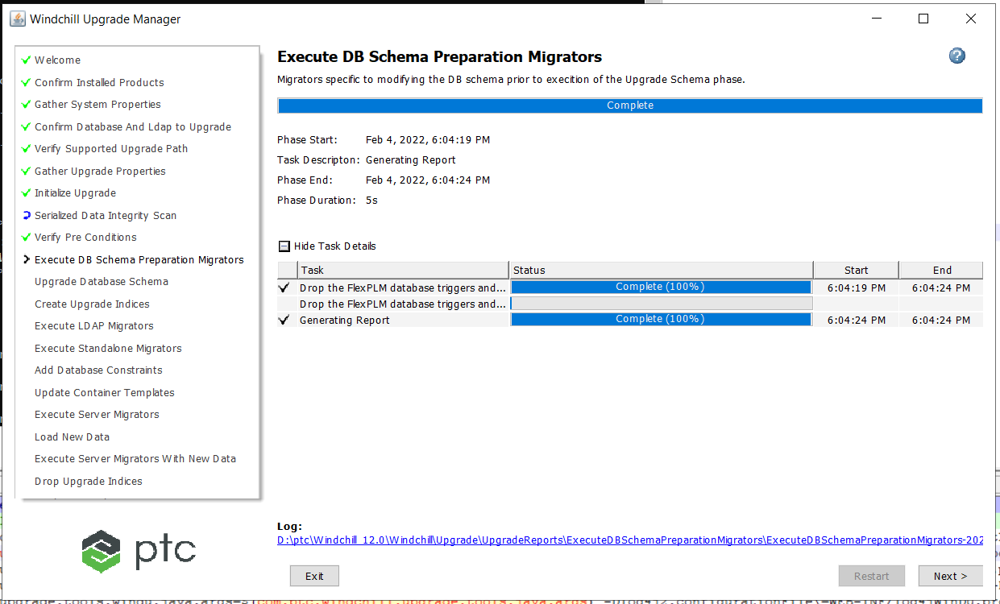 Windchill Upgrade Manager
Welcome
Confirm Installed Products
Gather System Properties
Confirm Database And Ldap to Upgrade
Verify Supported Upgrade Path
Gather Upgrade Properties
Initialize Upgrade
Serialized Data Integrity Scan
Verify Pre Conditions
Execute DB Schema Preparation Migrators
Upgrade Database Schema
Create Upgrade Indices
Execute LDAP Migrators
Execute Standalone Migrators
Add Database Constraints
Update Container Templates
Execute Server Migrators
Load New Data
Execute Server Migrators With New Data
Drop Upgrade Indices
ptc
Execute DB Schema Preparation Migrators
?
Migrators specific to modifying the DB schema prior to execition of the Upgrade Schema phase.
Complete
Phase Start: Feb 4, 2022, 6:04:19 PM
Task Descripton: Generating Report
Phase End: Feb 4, 2022, 6:04:24 PM
Phase Duration: 5s
Hide Task Details
Task Status Start End
Drop the FlexPLM database triggers and... Complete (100%) 6:04:19 PM 6:04:24 PM
Drop the FlexPLM database triggers and...
Generating Report Complete (100%) 6:04:24 PM 6:04:24 PM
Log:
D:\ptc\Windchill_12.0\Windchill\Upgrade\UpgradeReports\ExecuteDBSchemaPreparationMigrators\ExecuteDBSchemaPreparationMigrators-202
Exit Restart Next >